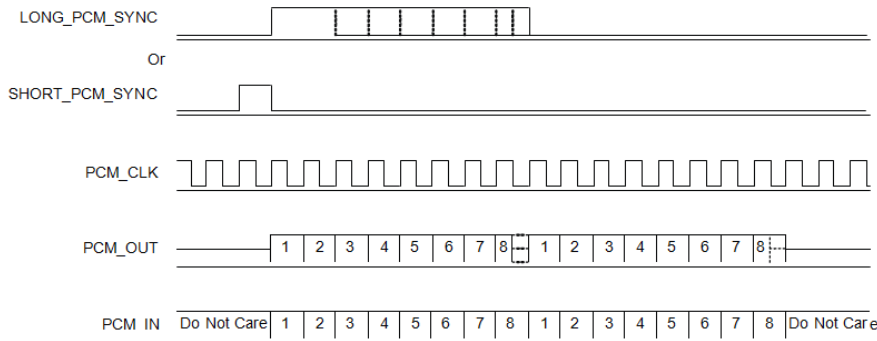 LONG_PCM_SYNC
Or
SHORT_PCM_SYNC
PCM_CLK
PCM_OUT 1 2 3 4 5 6 7 8 1 2 3 4 5 6 7 8
PCM IN Do Not Care 1 2 3 4 5 6 7 8 1 2 3 4 5 6 7 8 Do Not Care